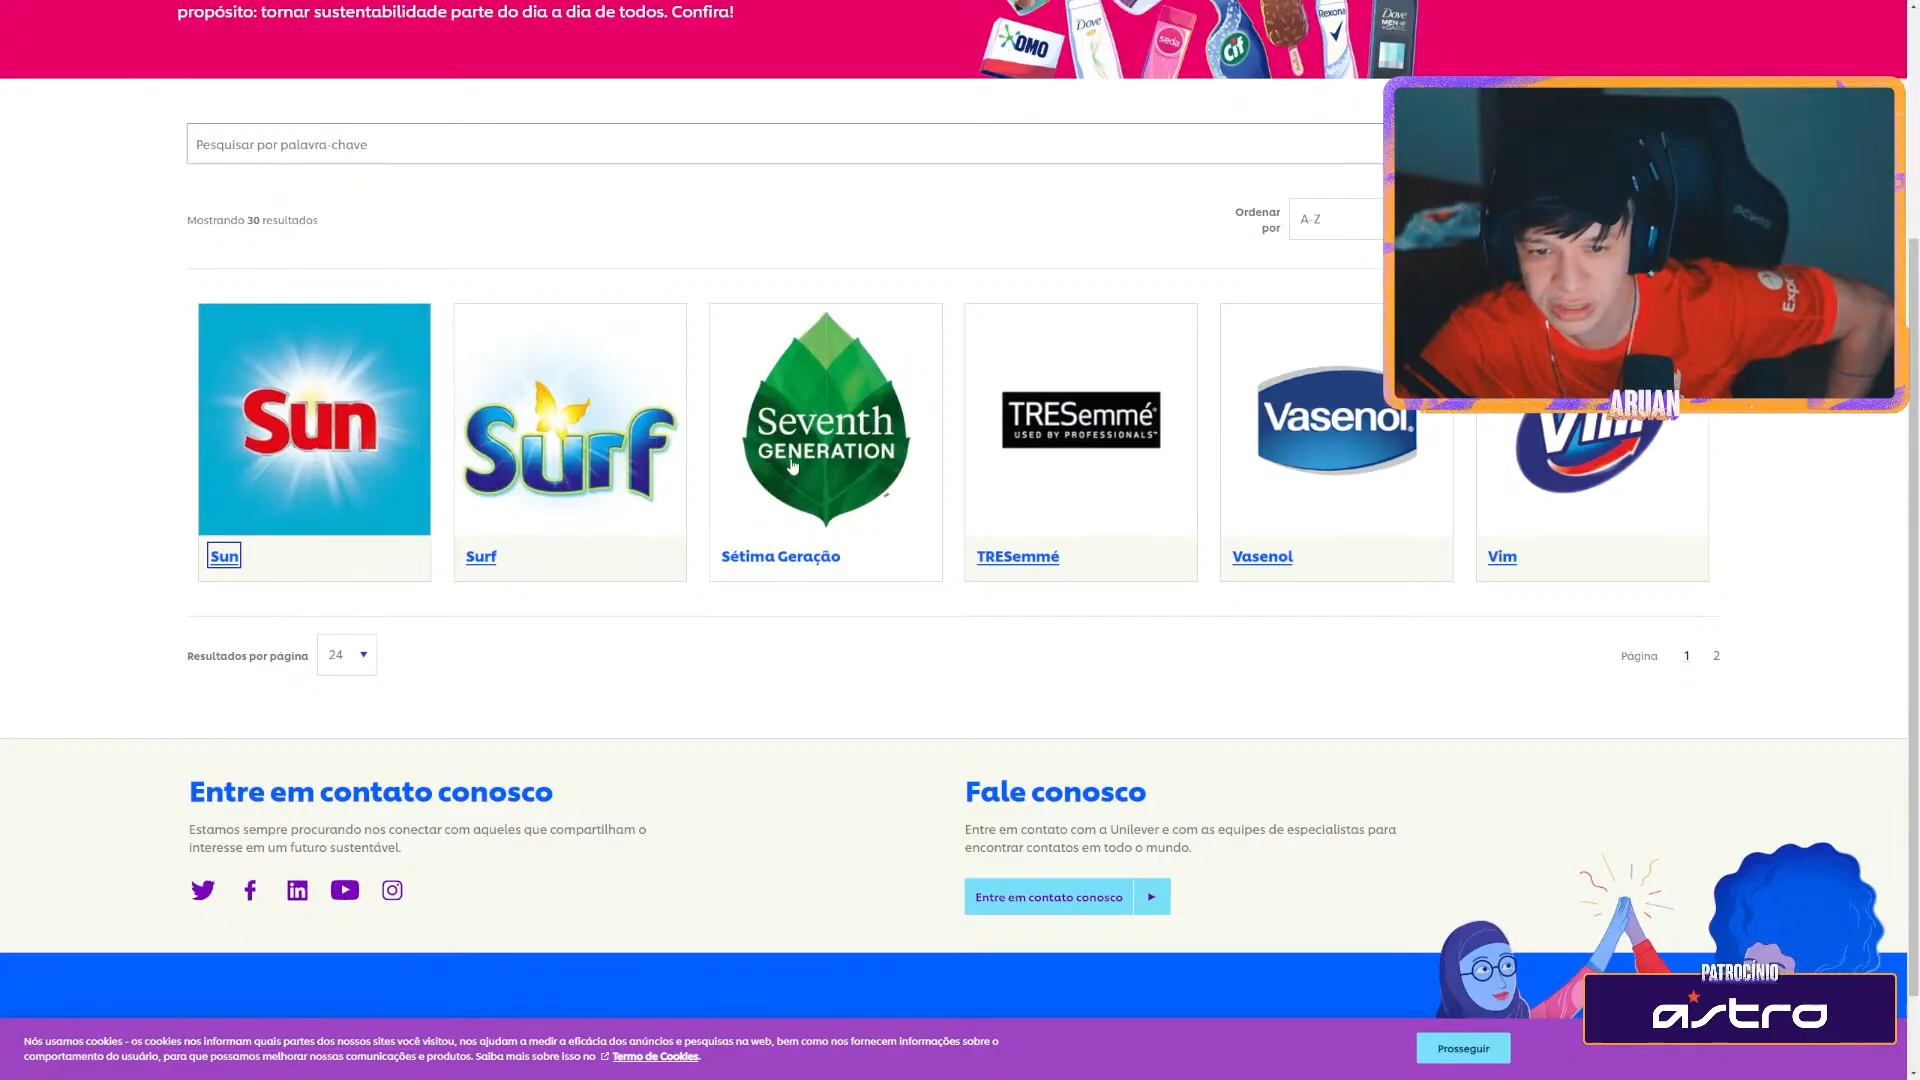 propósito: tornar sustentabilidade parte do dia a dia de todos. Confira!
OMO
Dove
seda
Cif
Rexona
Dove
MEN+
CARE
Pesquisar por palavra-chave
Mostrando 30 resultados
Ordenar
por
A-Z
Expo
ARUAN
Sun
Surf
Seventh
GENERATION
TRESemmé
USED BY PROFESSIONALS™
Vasenol.
Vim
Sun
Surf
Sétima Geração
TRESemmé
Vasenol
Vim
Resultados por página
24
Página
1
2
Entre em contato conosco
Estamos sempre procurando nos conectar com aqueles que compartilham o
interesse em um futuro sustentável.
Fale conosco
Entre em contato com a Unilever e com as equipes de especialistas para
encontrar contatos em todo o mundo.
Entre em contato conosco
PATROCÍNIO
astro
Nós usamos cookies - os cookies nos informam quais partes dos nossos sites você visitou, nos ajudam a medir a eficácia dos anúncios e pesquisas na web, bem como nos fornecem informações sobre o
comportamento do usuário, para que possamos melhorar nossas comunicações e produtos. Saiba mais sobre isso no Termo de Cookies.
Prosseguir